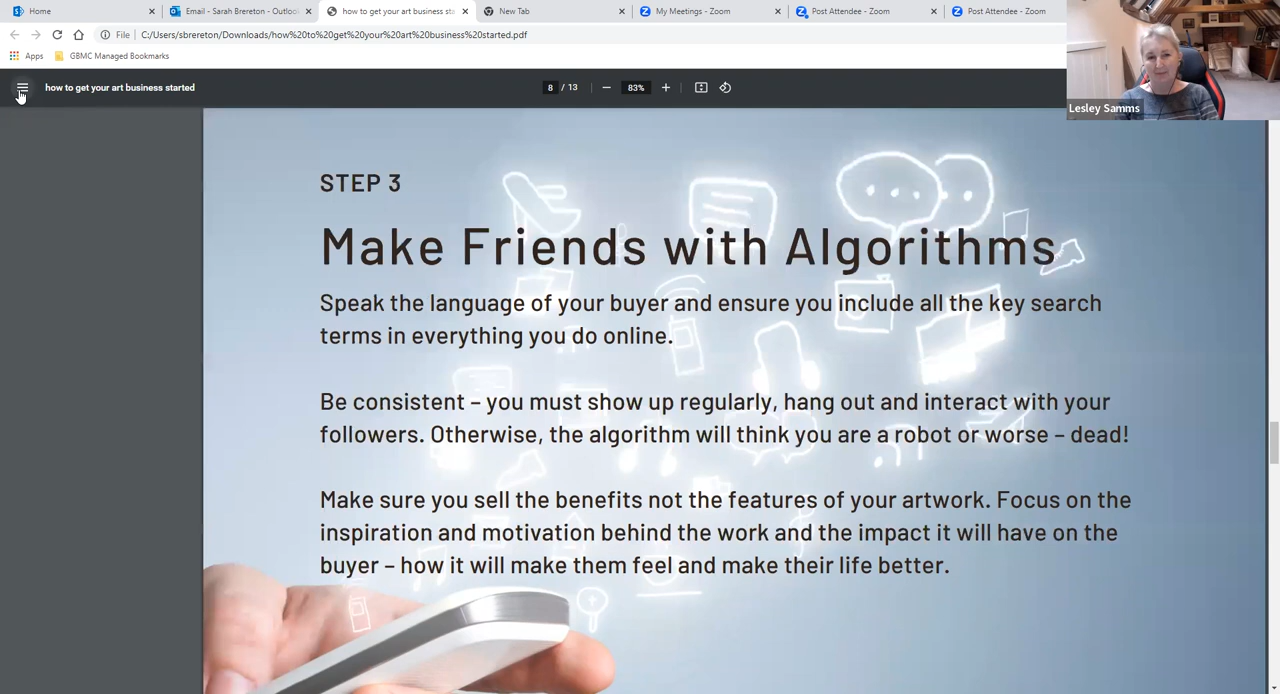 Home
Email - Sarah Brereton - Outloo
how to get your art business sta
New Tab
My Meetings - Zoom
Post Attendee - Zoom
Post Attendee - Zoom
File C:/Users/sbrereton/Downloads/how%20to%20get%20your%20art%20business%20started.pdf
Apps GBMC Managed Bookmarks
how to get your art business started 8 / 13 83%
Lesley Samms
STEP 3
Make Friends with Algorithms
Speak the language of your buyer and ensure you include all the key search
terms in everything you do online.
Be consistent – you must show up regularly, hang out and interact with your
followers. Otherwise, the algorithm will think you are a robot or worse – dead!
Make sure you sell the benefits not the features of your artwork. Focus on the
inspiration and motivation behind the work and the impact it will have on the
buyer – how it will make them feel and make their life better.